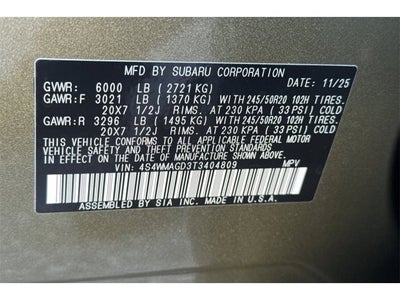 MFD BY SUBARU CORPORATION
GVWR: 6000 LB (2721 KG) DATE: 11/25
GAWR:F 3021 LB (1370 KG) WITH 245/50R20 102H TIRES.
20X7 1/2J RIMS. AT 230 KPA (33 PSI) COLD
GAWR:R 3296 LB (1495 KG) WITH 245/50R20 102H TIRES.
20X7 1/2J RIMS. AT 230 KPA (33 PSI) COLD
THIS VEHICLE CONFORMS TO ALL APPLICABLE FEDERAL MOTOR
VEHICLE SAFETY AND BUMPER STANDARDS IN EFFECT ON THE
DATE OF MANUFACTURE SHOWN ABOVE.
VIN: 4S4WMAGD3T3404809 MPV
ASSEMBLED BY SIA INC. MADE IN U.S.A.